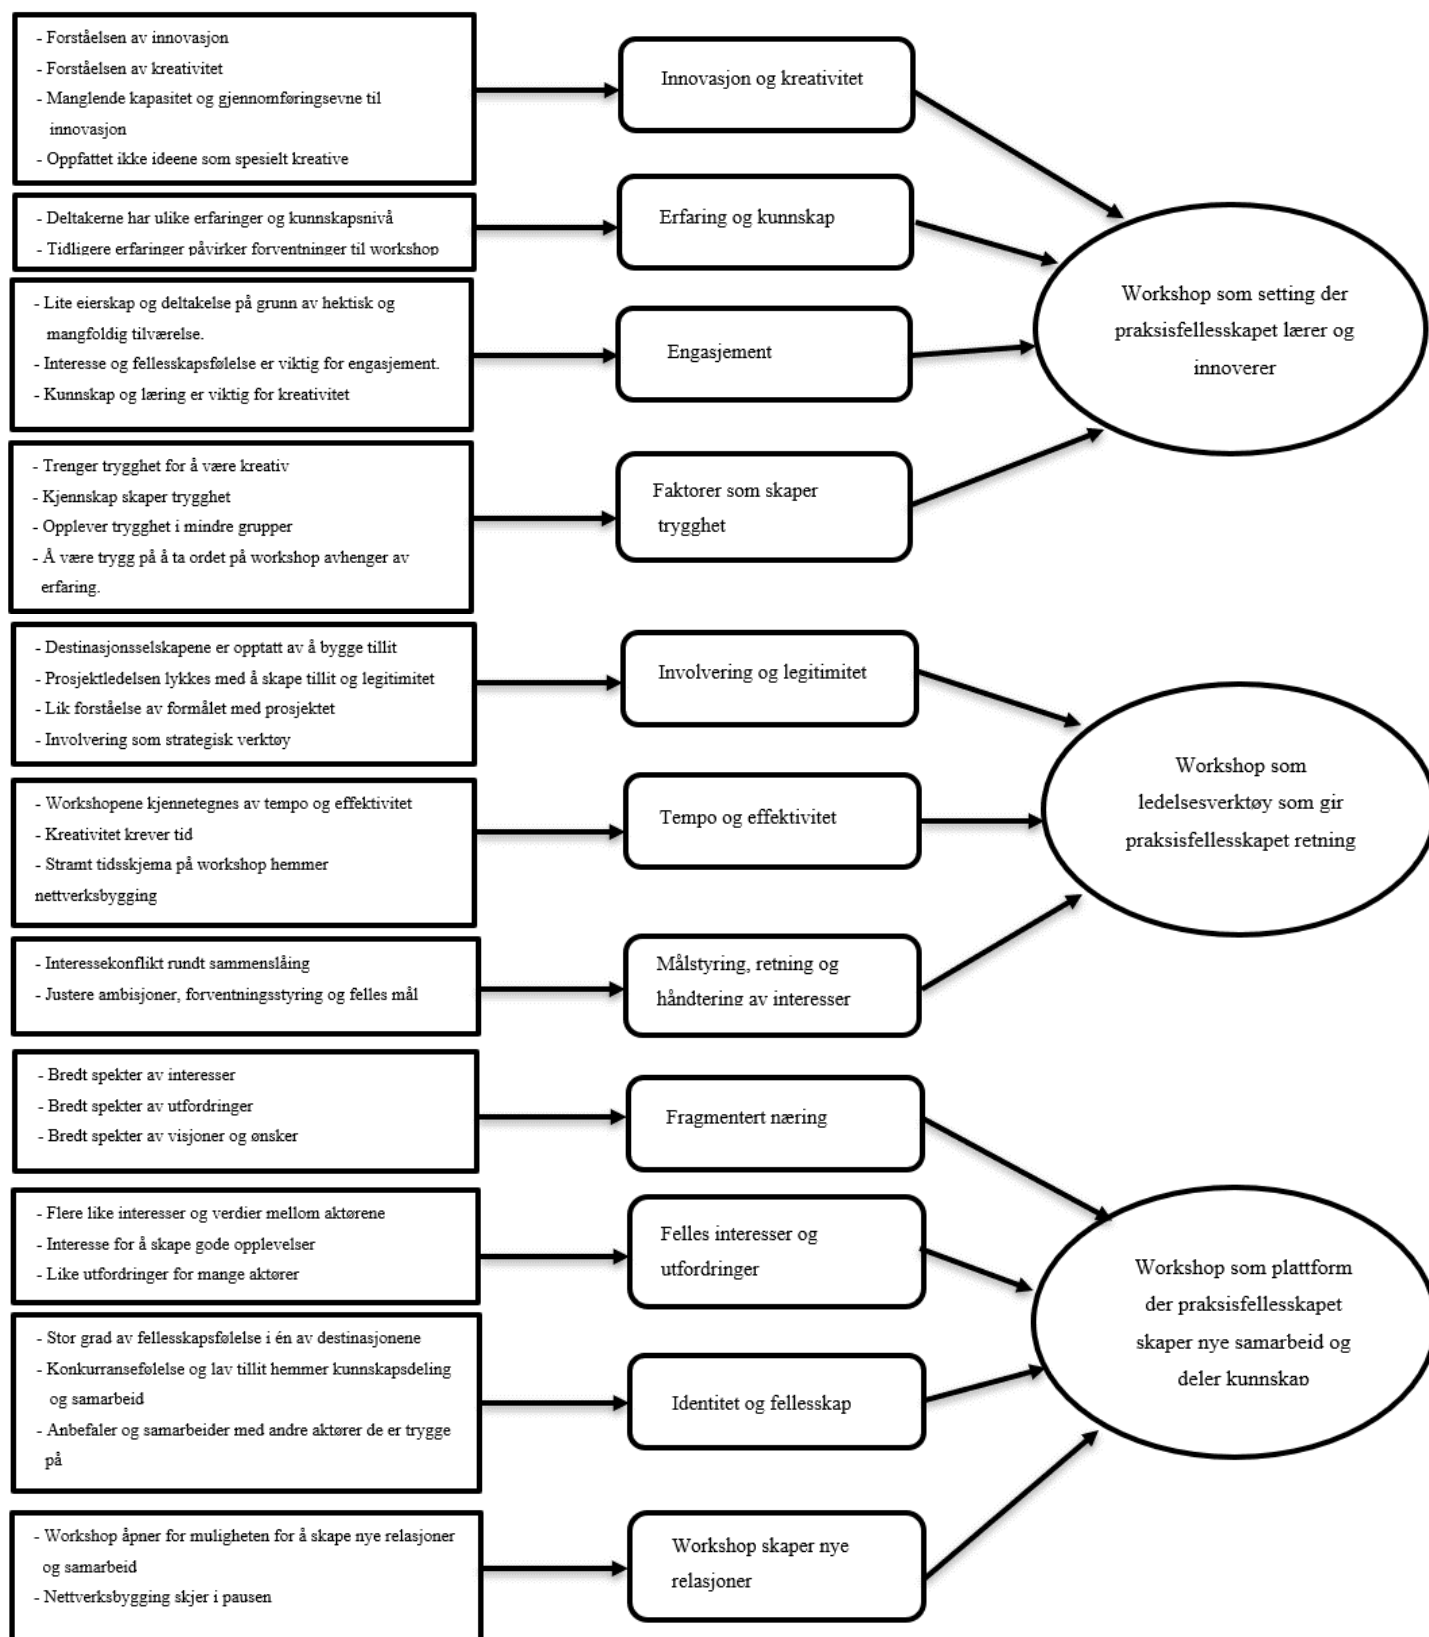 - Forståelsen av innovasjon
- Forståelsen av kreativitet
- Manglende kapasitet og gjennomføringsevne til
innovasjon
- Oppfattet ikke ideene som spesielt kreative
Innovasjon og kreativitet
- Deltakerne har ulike erfaringer og kunnskapsnivå
- Tidligere erfaringer påvirker forventninger til workshop
Erfaring og kunnskap
- Lite eierskap og deltakelse på grunn av hektisk og
mangfoldig tilværelse.
- Interesse og fellesskapsfølelse er viktig for engasjement.
- Kunnskap og læring er viktig for kreativitet
Engasjement
- Trenger trygghet for å være kreativ
- Kjennskap skaper trygghet
- Opplever trygghet i mindre grupper
- Å være trygg på å ta ordet på workshop avhenger av
erfaring.
Faktorer som skaper
trygghet
Workshop som setting der
praksisfellesskapet lærer og
innoverer
- Destinasjonsselskapene er opptatt av å bygge tillit
- Prosjektledelsen lykkes med å skape tillit og legitimitet
- Lik forståelse av formålet med prosjektet
- Involvering som strategisk verktøy
Involvering og legitimitet
- Workshopene kjennetegnes av tempo og effektivitet
- Kreativitet krever tid
- Stramt tidsskjema på workshop hemmer
nettverksbygging
Tempo og effektivitet
- Interessekonflikt rundt sammenslåing
- Justere ambisjoner, forventningsstyring og felles mål
Målstyring, retning og
håndtering av interesser
Workshop som
ledelsesverktøy som gir
praksisfellesskapet retning
- Bredt spekter av interesser
- Bredt spekter av utfordringer
- Bredt spekter av visjoner og ønsker
Fragmentert næring
- Flere like interesser og verdier mellom aktørene
- Interesse for å skape gode opplevelser
- Like utfordringer for mange aktører
Felles interesser og
utfordringer
- Stor grad av fellesskapsfølelse i én av destinasjonene
- Konkurransefølelse og lav tillit hemmer kunnskapsdeling
og samarbeid
- Anbefaler og samarbeider med andre aktører de er trygge
på
Identitet og fellesskap
- Workshop åpner for muligheten for å skape nye relasjoner
og samarbeid
- Nettverksbygging skjer i pausen
Workshop skaper nye
relasjoner
Workshop som plattform
der praksisfellesskapet
skaper nye samarbeid og
deler kunnskap